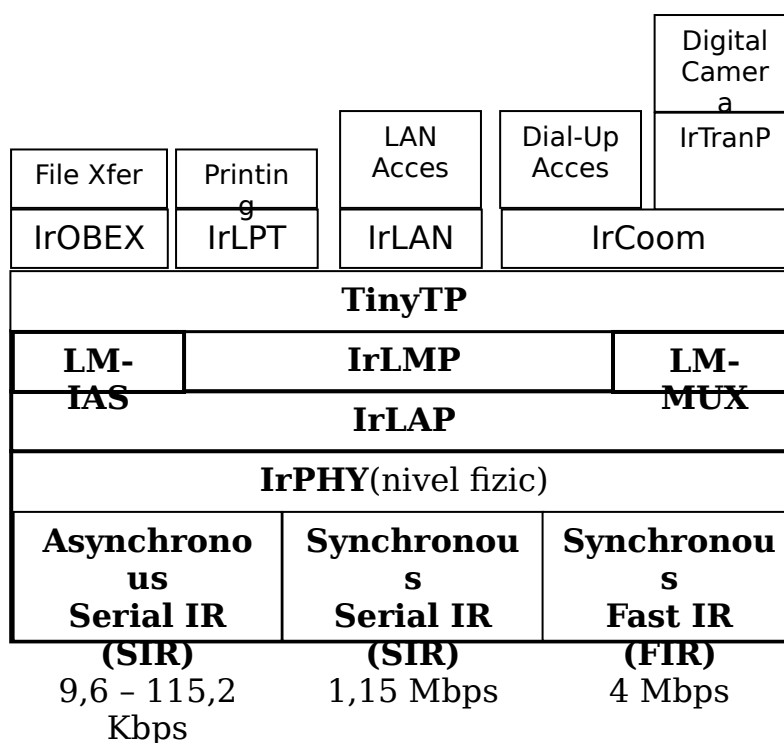 Digital
Camer
a
LAN
Acces
Dial-Up
Acces
IrTranP
File Xfer
Printin
g
IrOBEX
IrLPT
IrLAN
IrCoom
TinyTP
LM-
IAS
IrLMP
LM-
MUX
IrLAP
IrPHY(nivel fizic)
Asynchrono
us
Serial IR
(SIR)
9,6 – 115,2
Kbps
Synchronou
s
Serial IR
(SIR)
1,15 Mbps
Synchronou
s
Fast IR
(FIR)
4 Mbps